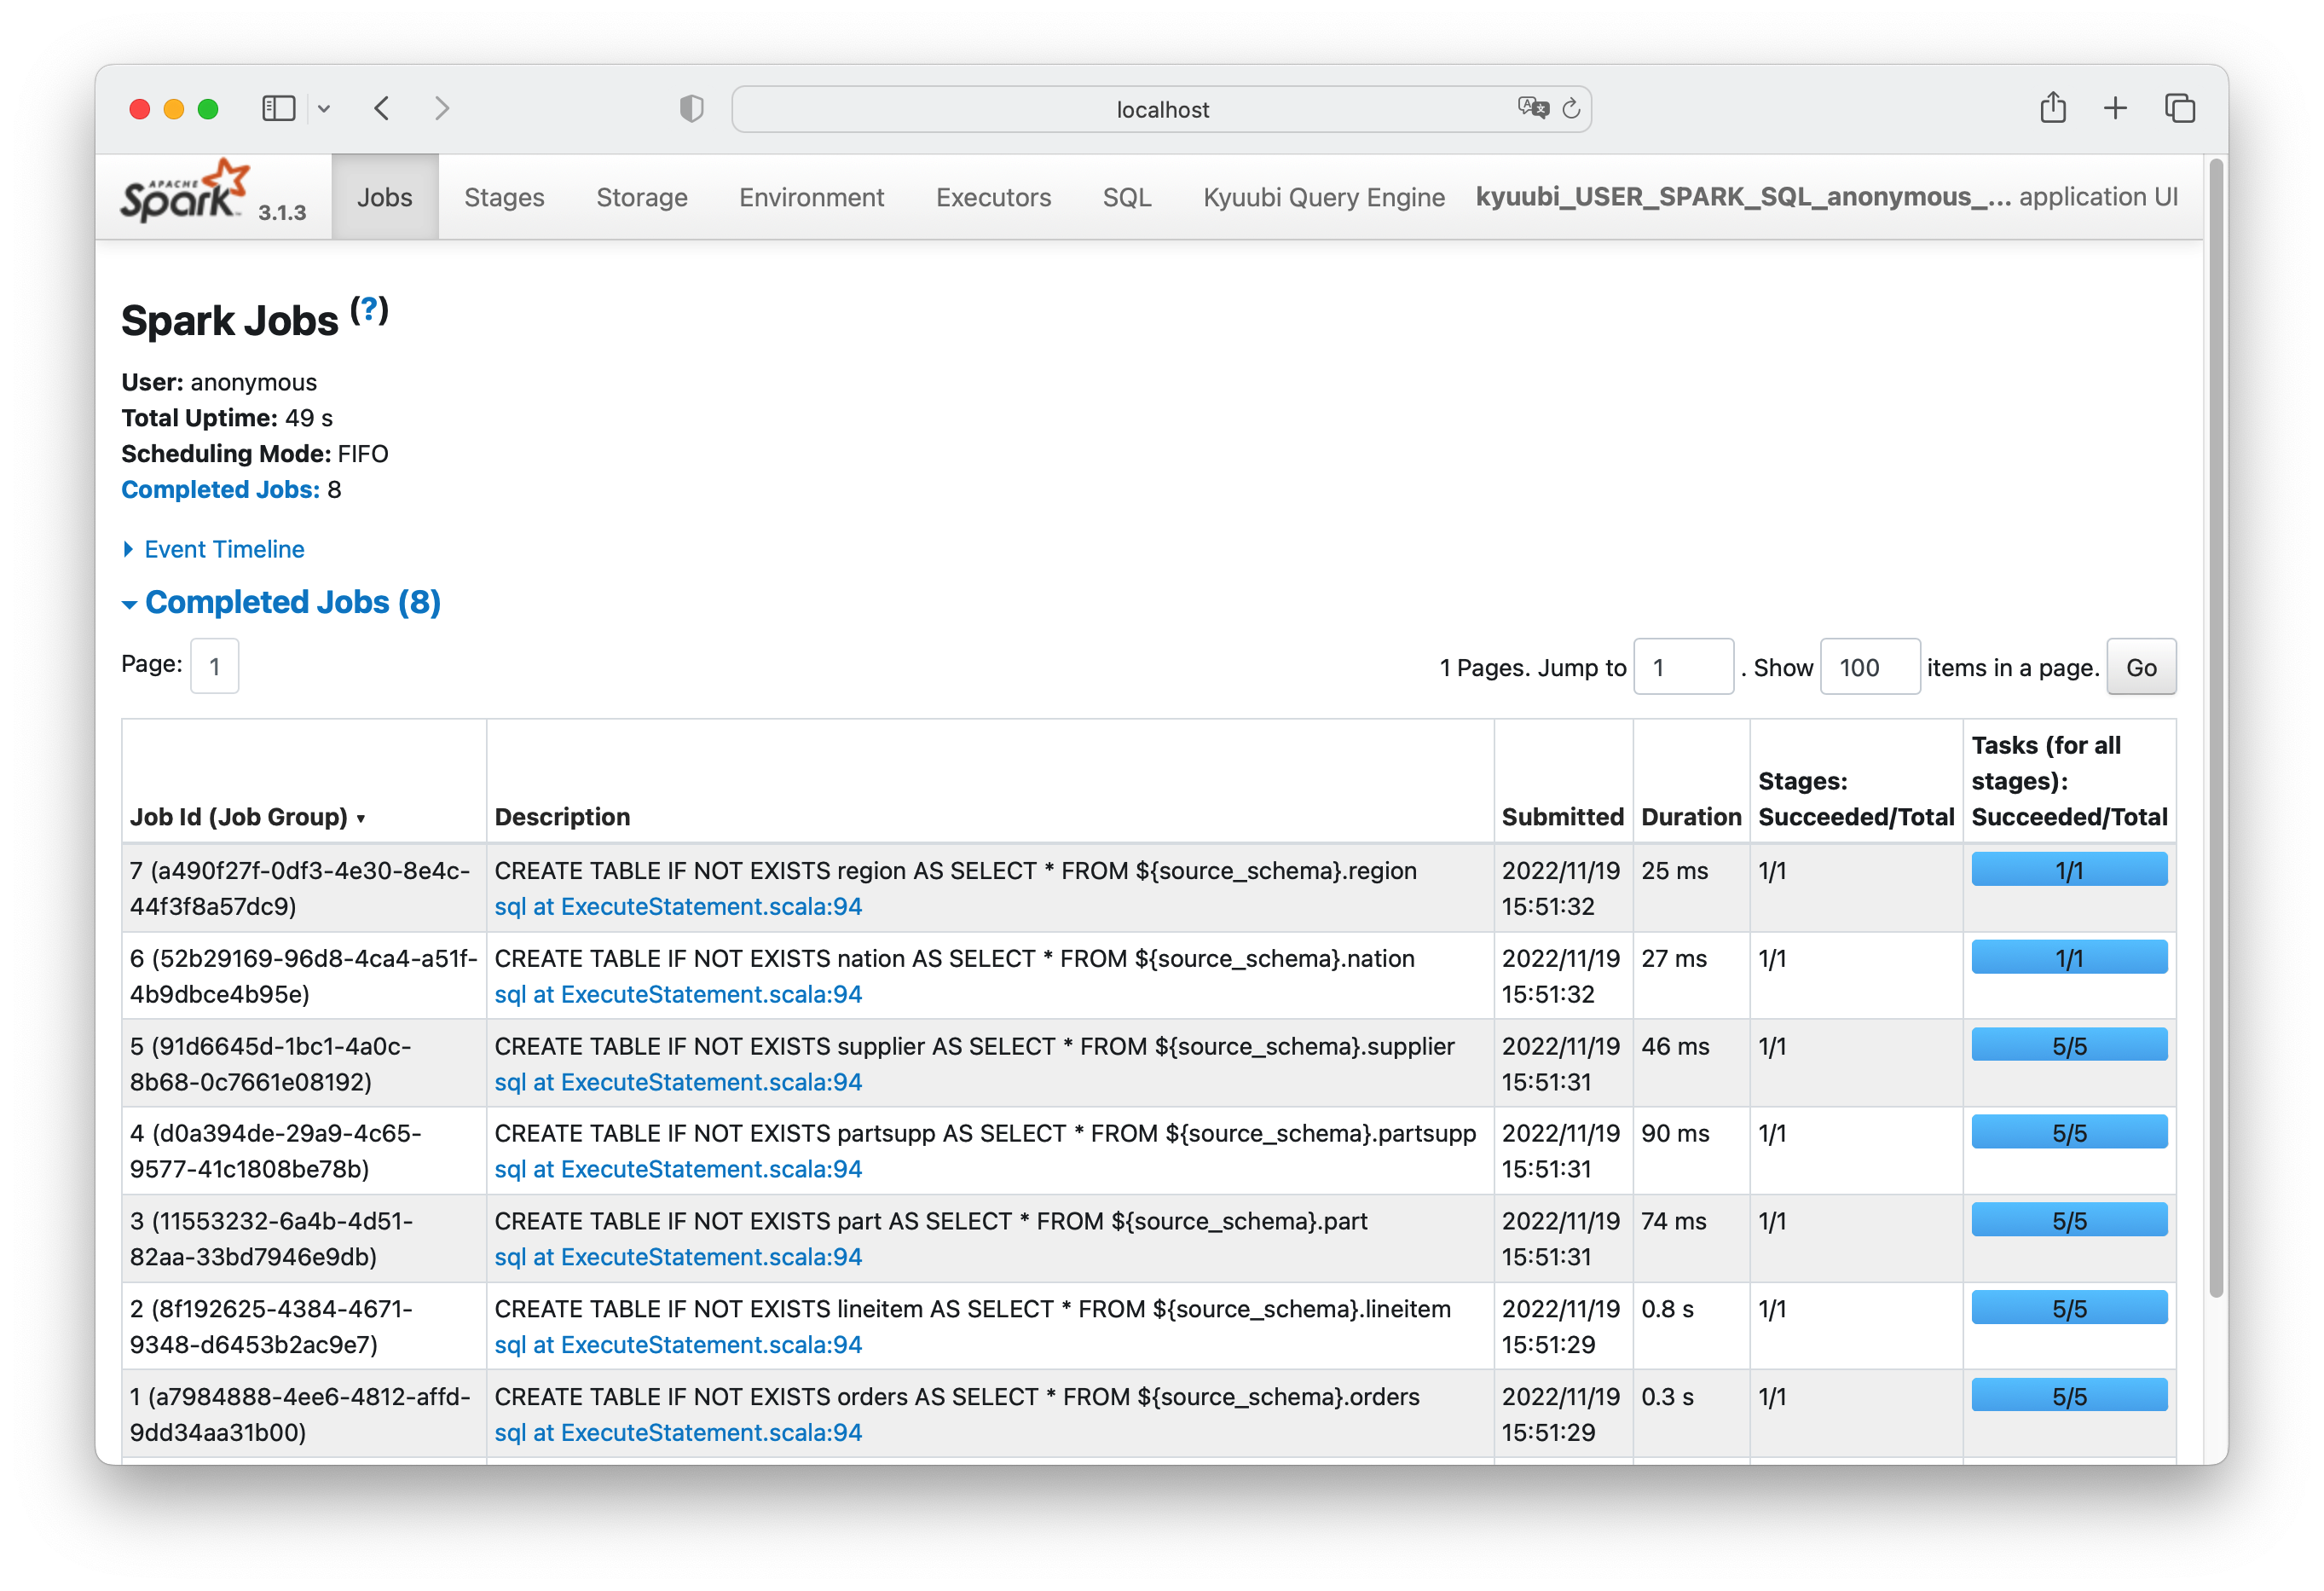 localhost
APACHE
Spark 3.1.3
Jobs Stages Storage Environment Executors SQL Kyuubi Query Engine kyuubi_USER_SPARK_SQL_anonymous_... application UI
Spark Jobs (?)
User: anonymous
Total Uptime: 49 s
Scheduling Mode: FIFO
Completed Jobs: 8
Event Timeline
Completed Jobs (8)
Page: 1
1 Pages. Jump to 1 . Show 100 items in a page. Go
Job Id (Job Group) ▾
Description
Submitted
Duration
Stages:
Succeeded/Total
Tasks (for all
stages):
Succeeded/Total
7 (a490f27f-0df3-4e30-8e4c-
44f3f8a57dc9)
CREATE TABLE IF NOT EXISTS region AS SELECT * FROM ${source_schema}.region
sql at ExecuteStatement.scala:94
2022/11/19
15:51:32
25 ms
1/1
1/1
6 (52b29169-96d8-4ca4-a51f-
4b9dbce4b95e)
CREATE TABLE IF NOT EXISTS nation AS SELECT * FROM ${source_schema}.nation
sql at ExecuteStatement.scala:94
2022/11/19
15:51:32
27 ms
1/1
1/1
5 (91d6645d-1bc1-4a0c-
8b68-0c7661e08192)
CREATE TABLE IF NOT EXISTS supplier AS SELECT * FROM ${source_schema}.supplier
sql at ExecuteStatement.scala:94
2022/11/19
15:51:31
46 ms
1/1
5/5
4 (d0a394de-29a9-4c65-
9577-41c1808be78b)
CREATE TABLE IF NOT EXISTS partsupp AS SELECT * FROM ${source_schema}.partsupp
sql at ExecuteStatement.scala:94
2022/11/19
15:51:31
90 ms
1/1
5/5
3 (11553232-6a4b-4d51-
82aa-33bd7946e9db)
CREATE TABLE IF NOT EXISTS part AS SELECT * FROM ${source_schema}.part
sql at ExecuteStatement.scala:94
2022/11/19
15:51:31
74 ms
1/1
5/5
2 (8f192625-4384-4671-
9348-d6453b2ac9e7)
CREATE TABLE IF NOT EXISTS lineitem AS SELECT * FROM ${source_schema}.lineitem
sql at ExecuteStatement.scala:94
2022/11/19
15:51:29
0.8 s
1/1
5/5
1 (a7984888-4ee6-4812-affd-
9dd34aa31b00)
CREATE TABLE IF NOT EXISTS orders AS SELECT * FROM ${source_schema}.orders
sql at ExecuteStatement.scala:94
2022/11/19
15:51:29
0.3 s
1/1
5/5